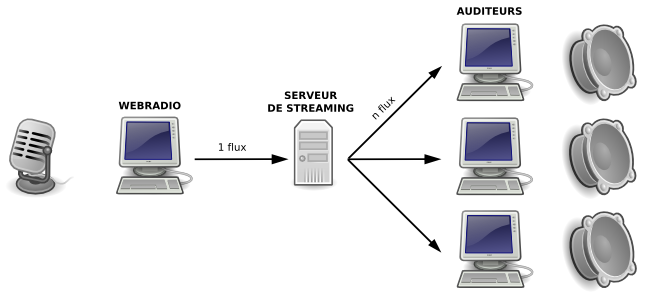 AUDITEURS
SERVEUR
DE STREAMING
WEBRADIO
1 flux
n flux